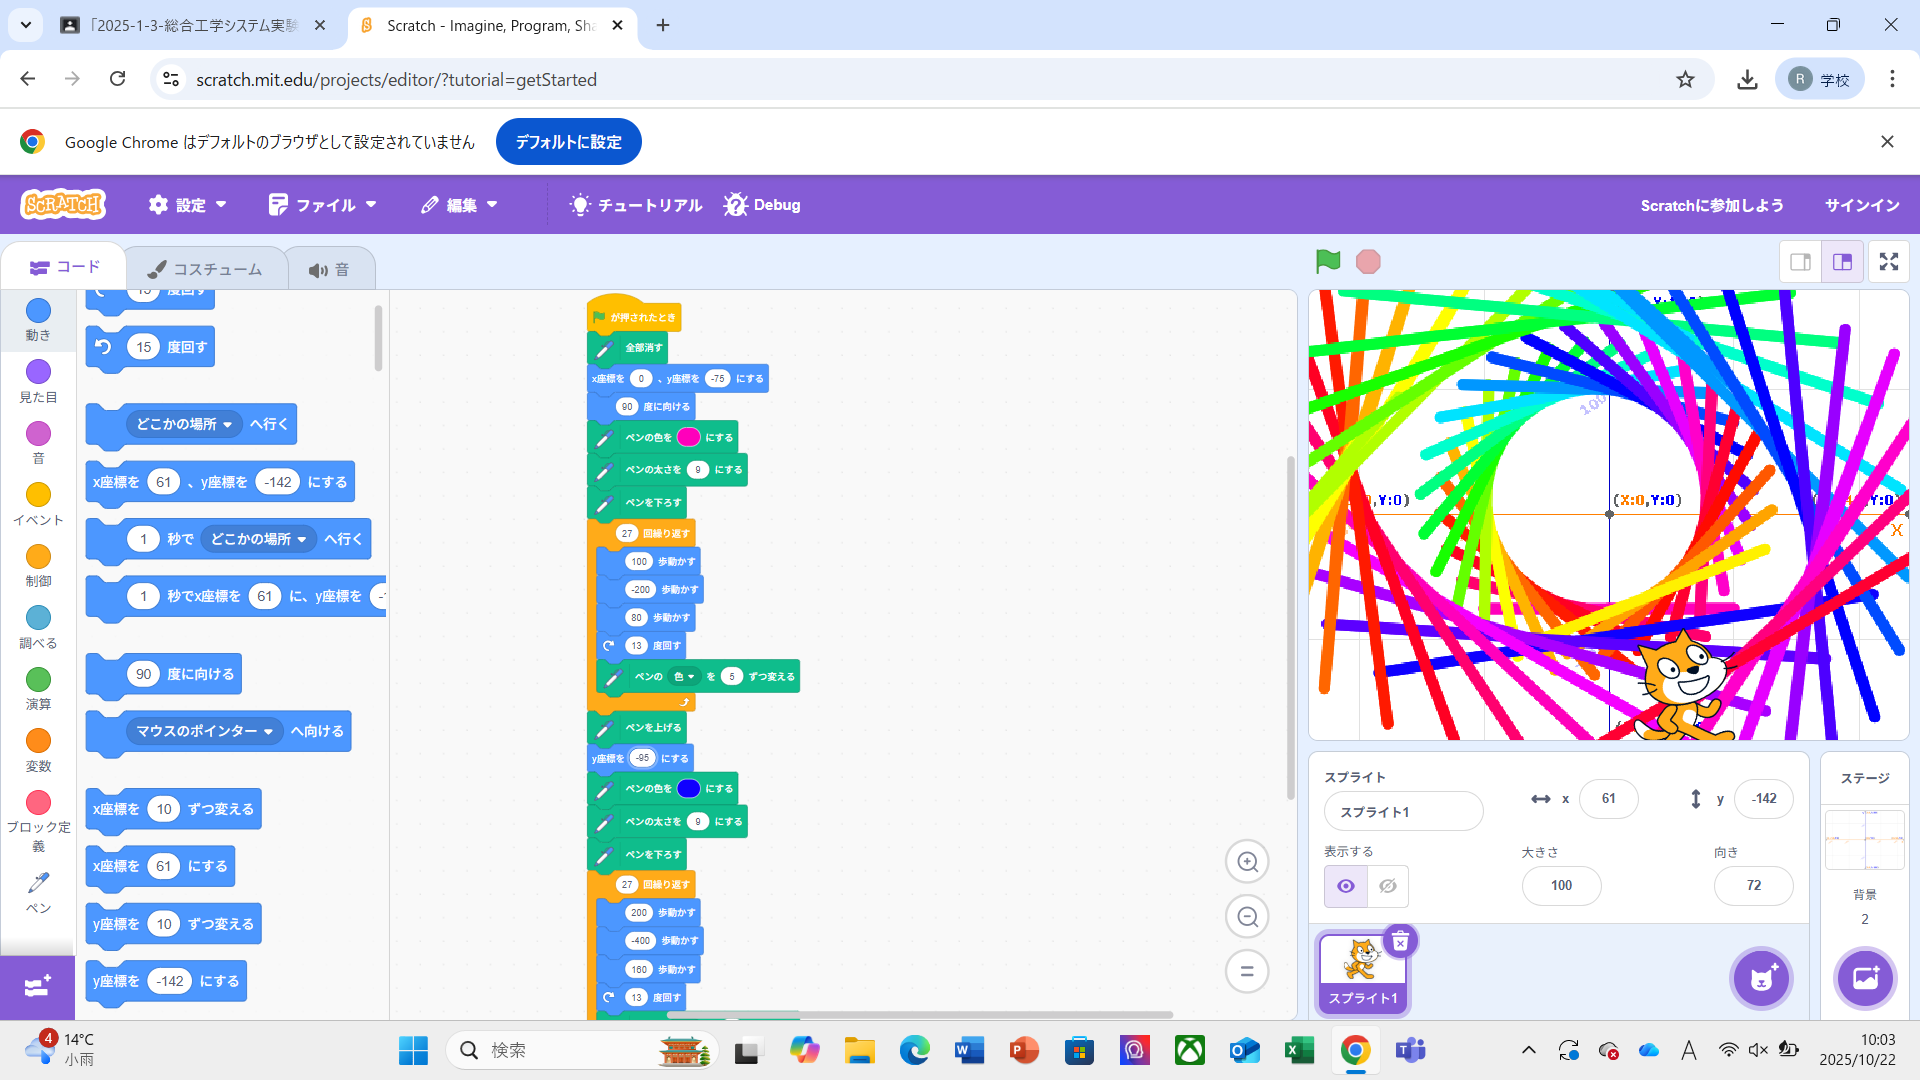 「2025-1-3-総合工学システム実験
Scratch - Imagine, Program, Sha
scratch.mit.edu/projects/editor/?tutorial=getStarted
R 学校
Google Chrome はデフォルトのブラウザとして設定されていません
デフォルトに設定
SCRATCH
設定
ファイル
編集
チュートリアル
Debug
Scratchに参加しよう
サインイン
コード
コスチューム
音
動き
見た目
音
イベント
制御
調べる
演算
変数
ブロック定
義
ペン
15 度回す
15 度回す
どこかの場所 へ行く
x座標を 61 、y座標を -142 にする
1 秒で どこかの場所 へ行く
1 秒でx座標を 61 に、y座標を
90 度に向ける
マウスのポインター へ向ける
x座標を 10 ずつ変える
x座標を 61 にする
y座標を 10 ずつ変える
y座標を -142 にする
が押されたとき
全部消す
x座標を 0 、y座標を -75 にする
90 度に向ける
ペンの色を にする
ペンの太さを 9 にする
ペンを下ろす
27 回繰り返す
100 歩動かす
-200 歩動かす
80 歩動かす
13 度回す
ペンの 色 を 5 ずつ変える
ペンを上げる
y座標を -95 にする
ペンの色を にする
ペンの太さを 9 にする
ペンを下ろす
27 回繰り返す
200 歩動かす
-400 歩動かす
160 歩動かす
13 度回す
100
,Y:0)
(X:0,Y:0)
Y:0)
X
スプライト
スプライト1
x 61
y -142
表示する
大きさ
100
向き
72
スプライト1
ステージ
背景
2
4
14°C
小雨
検索
A
10:03
2025/10/22